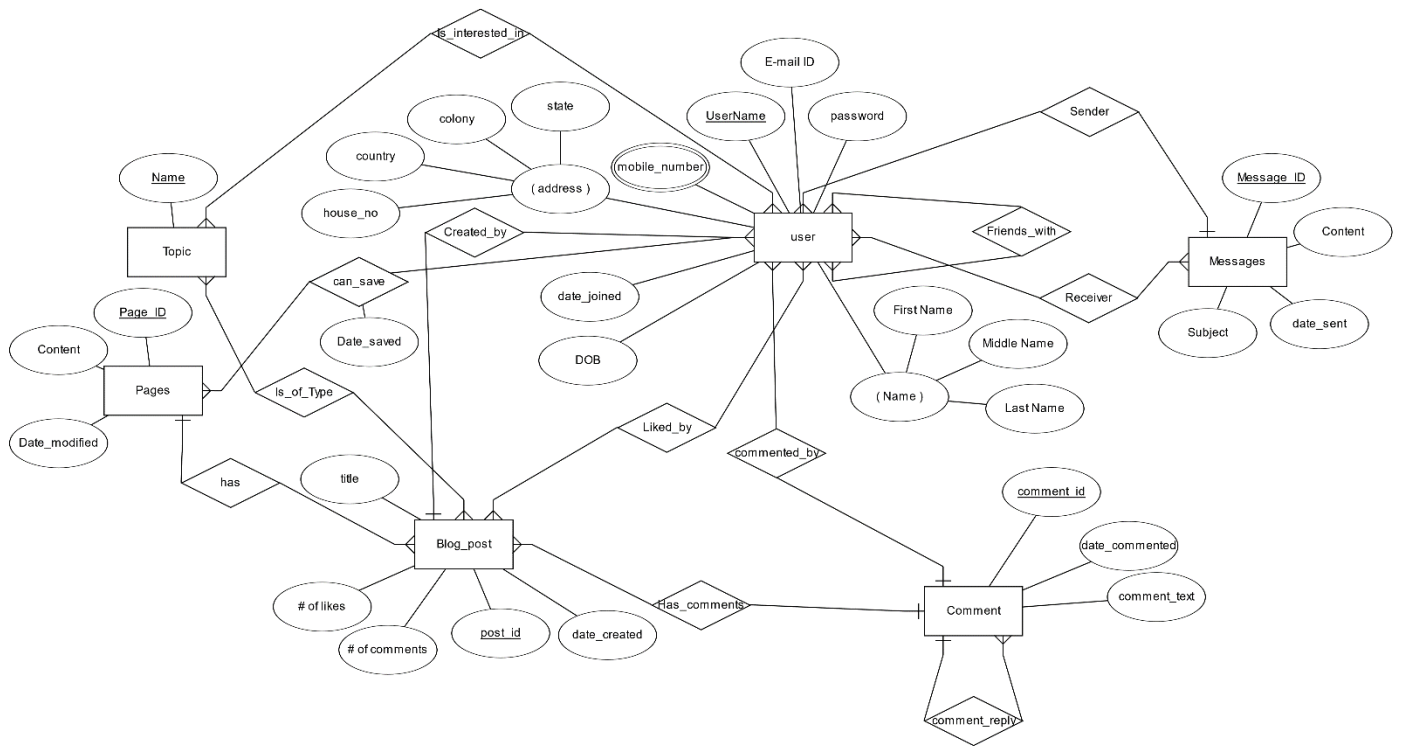 Is_interested_in
E-mail ID
state
colony
UserName
password
Sender
country
mobile_number
Name
( address )
Message_ID
house_no
Created_by
user
Friends_with
Content
Topic
Messages
can_save
date_joined
Receiver
Page_ID
First Name
date_sent
Subject
Date_saved
Content
Middle Name
DOB
Pages
Is_of_Type
( Name )
Last Name
Liked_by
Date_modified
commented_by
has
title
comment_id
Blog_post
date_commented
comment_text
# of likes
Has_comments
Comment
post_id
date_created
# of comments
comment_reply